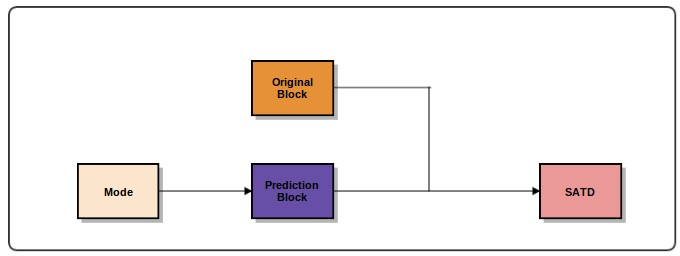 Original
Block
Mode
Prediction
Block
SATD